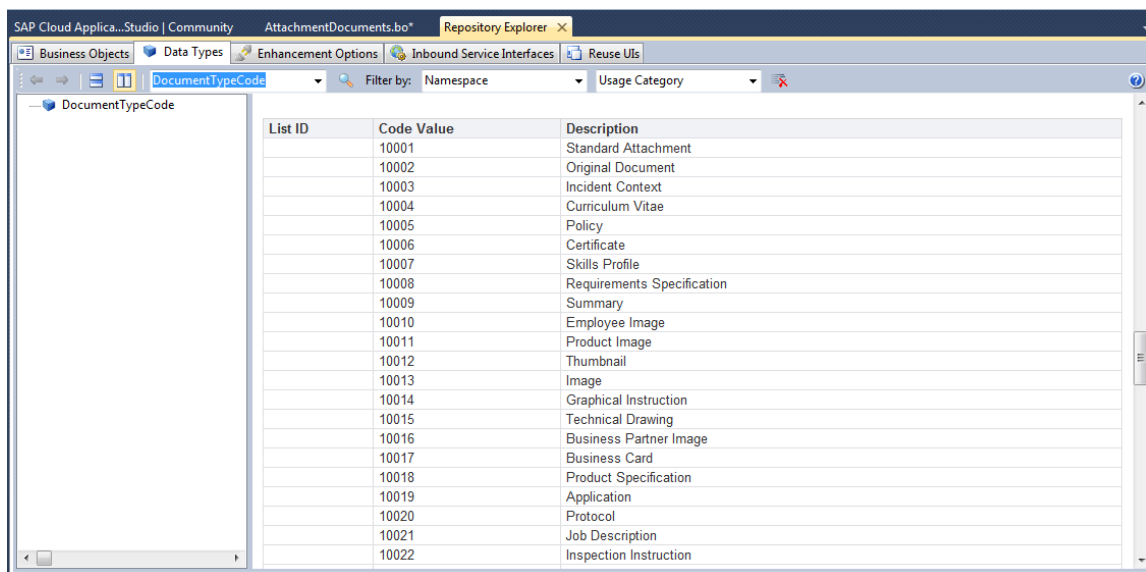 SAP Cloud Applica...Studio | Community AttachmentDocuments.bo* Repository Explorer
Business Objects Data Types Enhancement Options Inbound Service Interfaces Reuse UIs
DocumentTypeCode Filter by: Namespace Usage Category
DocumentTypeCode
List ID Code Value Description
10001 Standard Attachment
10002 Original Document
10003 Incident Context
10004 Curriculum Vitae
10005 Policy
10006 Certificate
10007 Skills Profile
10008 Requirements Specification
10009 Summary
10010 Employee Image
10011 Product Image
10012 Thumbnail
10013 Image
10014 Graphical Instruction
10015 Technical Drawing
10016 Business Partner Image
10017 Business Card
10018 Product Specification
10019 Application
10020 Protocol
10021 Job Description
10022 Inspection Instruction